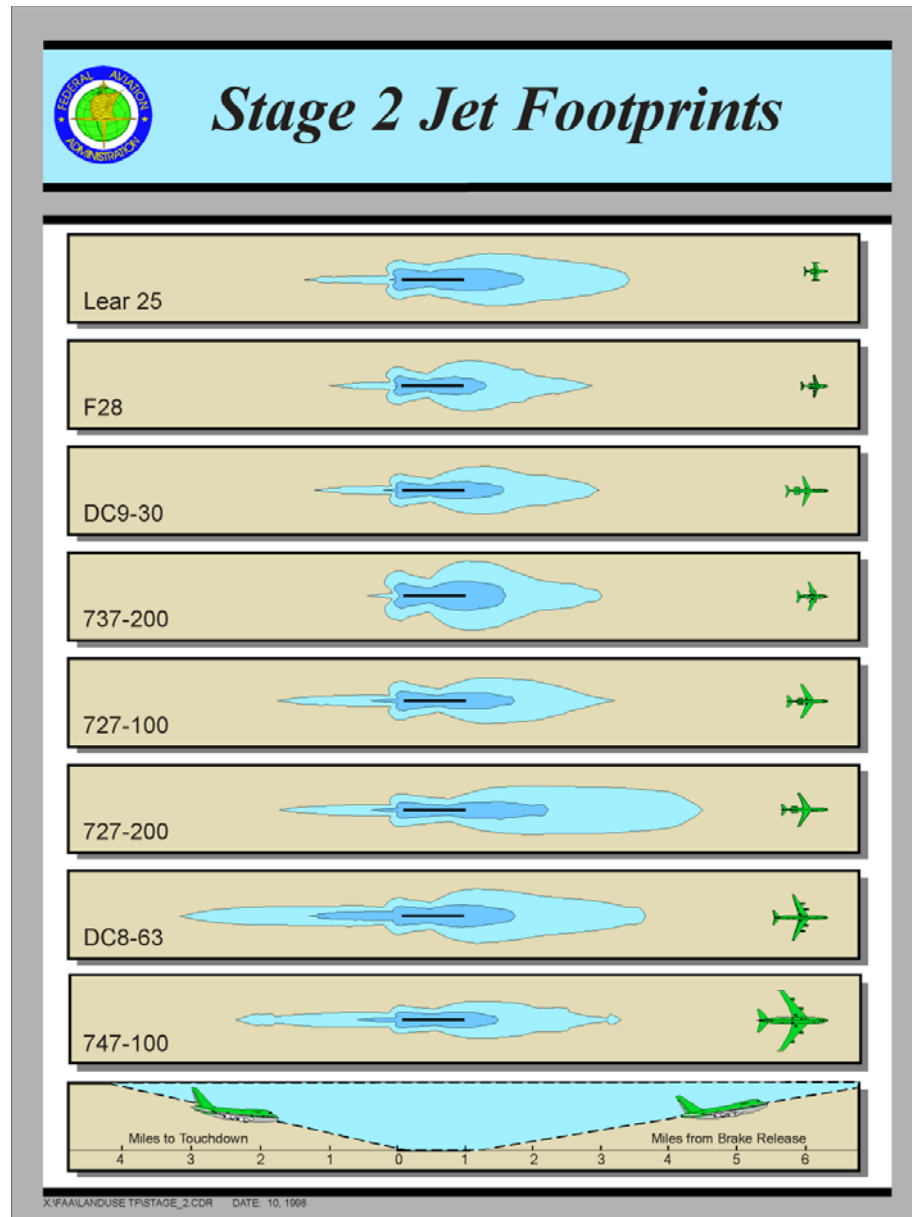 FEDERAL AVIATION
ADMINISTRATION
Stage 2 Jet Footprints
Lear 25
F28
DC9-30
737-200
727-100
727-200
DC8-63
747-100
Miles to Touchdown
Miles from Brake Release
4 3 2 1 0 1 2 3 4 5 6
X:\FAA\LANDUSE TF\STAGE_2.CDR DATE: 10, 1998